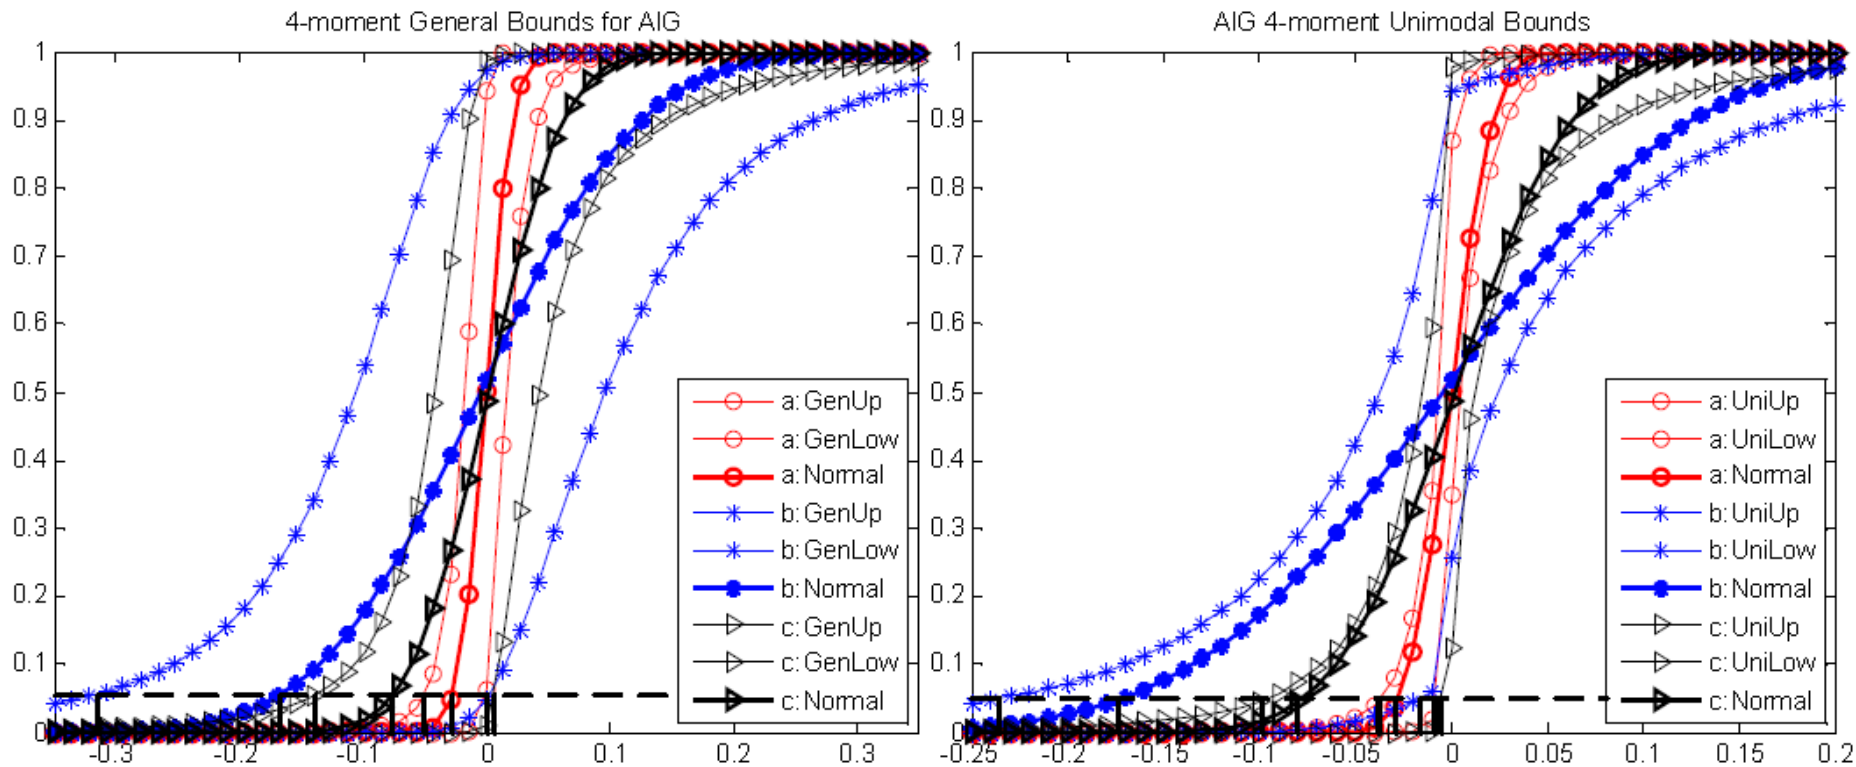 4-moment General Bounds for AIG
1
0.9
0.8
0.7
0.6
0.5
0.4
0.3
0.2
0.1
0
-0.3
-0.2
-0.1
0
0.1
0.2
0.3
a:GenUp
a:GenLow
a:Normal
b:GenUp
b:GenLow
b:Normal
c:GenUp
c:GenLow
c:Normal
AIG 4-moment Unimodal Bounds
1
0.9
0.8
0.7
0.6
0.5
0.4
0.3
0.2
0.1
0
-0.25
-0.2
-0.15
-0.1
-0.05
0
0.05
0.1
0.15
0.2
a:UniUp
a:UniLow
a:Normal
b:UniUp
b:UniLow
b:Normal
c:UniUp
c:UniLow
c:Normal